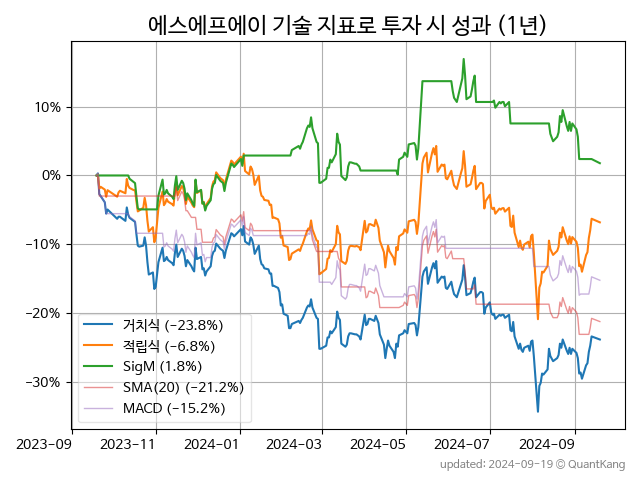 에스에프에이 기술 지표로 투자 시 성과 (1년)
10%
0%
−10%
−20%
−30%
거치식 (−23.8%)
적립식 (−6.8%)
SigM (1.8%)
SMA(20) (−21.2%)
MACD (−15.2%)
2023-09 2023-11 2024-01 2024-03 2024-05 2024-07 2024-09
updated: 2024-09-19 © QuantKang